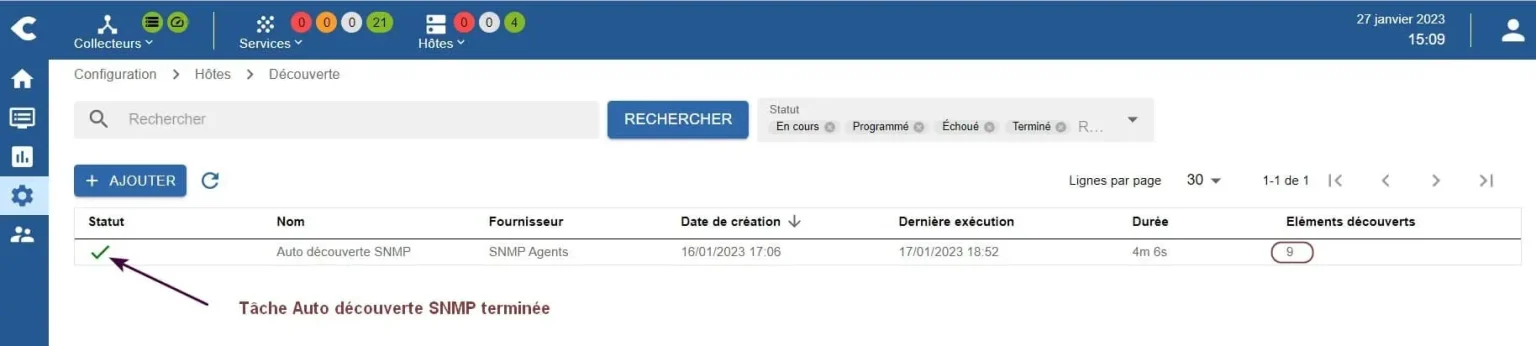 27 janvier 2023
0 0 0 21
0 0 4
Collecteurs
Services
Hôtes
15:09
Configuration > Hôtes > Découverte
Rechercher
RECHERCHER
Statut
En cours Programmé Échoué Terminé R...
+ AJOUTER
Lignes par page 30 1-1 de 1
Statut Nom Fournisseur Date de création Dernière exécution Durée Eléments découverts
Auto découverte SNMP SNMP Agents 16/01/2023 17:06 17/01/2023 18:52 4m 6s 9
Tâche Auto découverte SNMP terminée